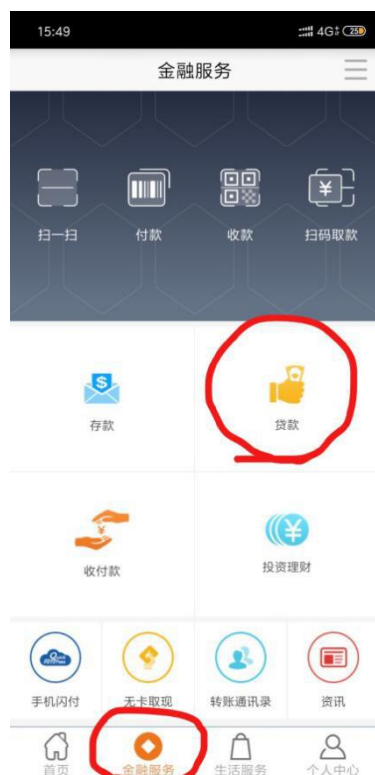 15:49
4G
25
金融服务
扫一扫
付款
收款
扫码取款
存款
贷款
收付款
投资理财
手机闪付
无卡取现
转账通讯录
资讯
首页
金融服务
生活服务
个人中心